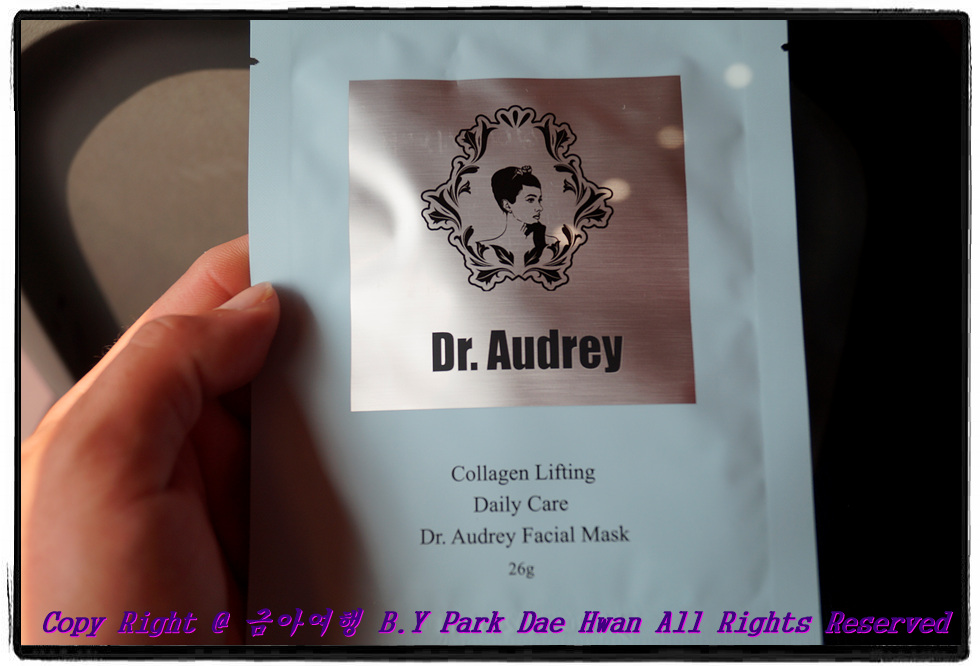 Dr. Audrey
Collagen Lifting
Daily Care
Dr. Audrey Facial Mask
26g
Copy Right @ 금아여행 B.Y Park Dae Hwan All Rights Reserved